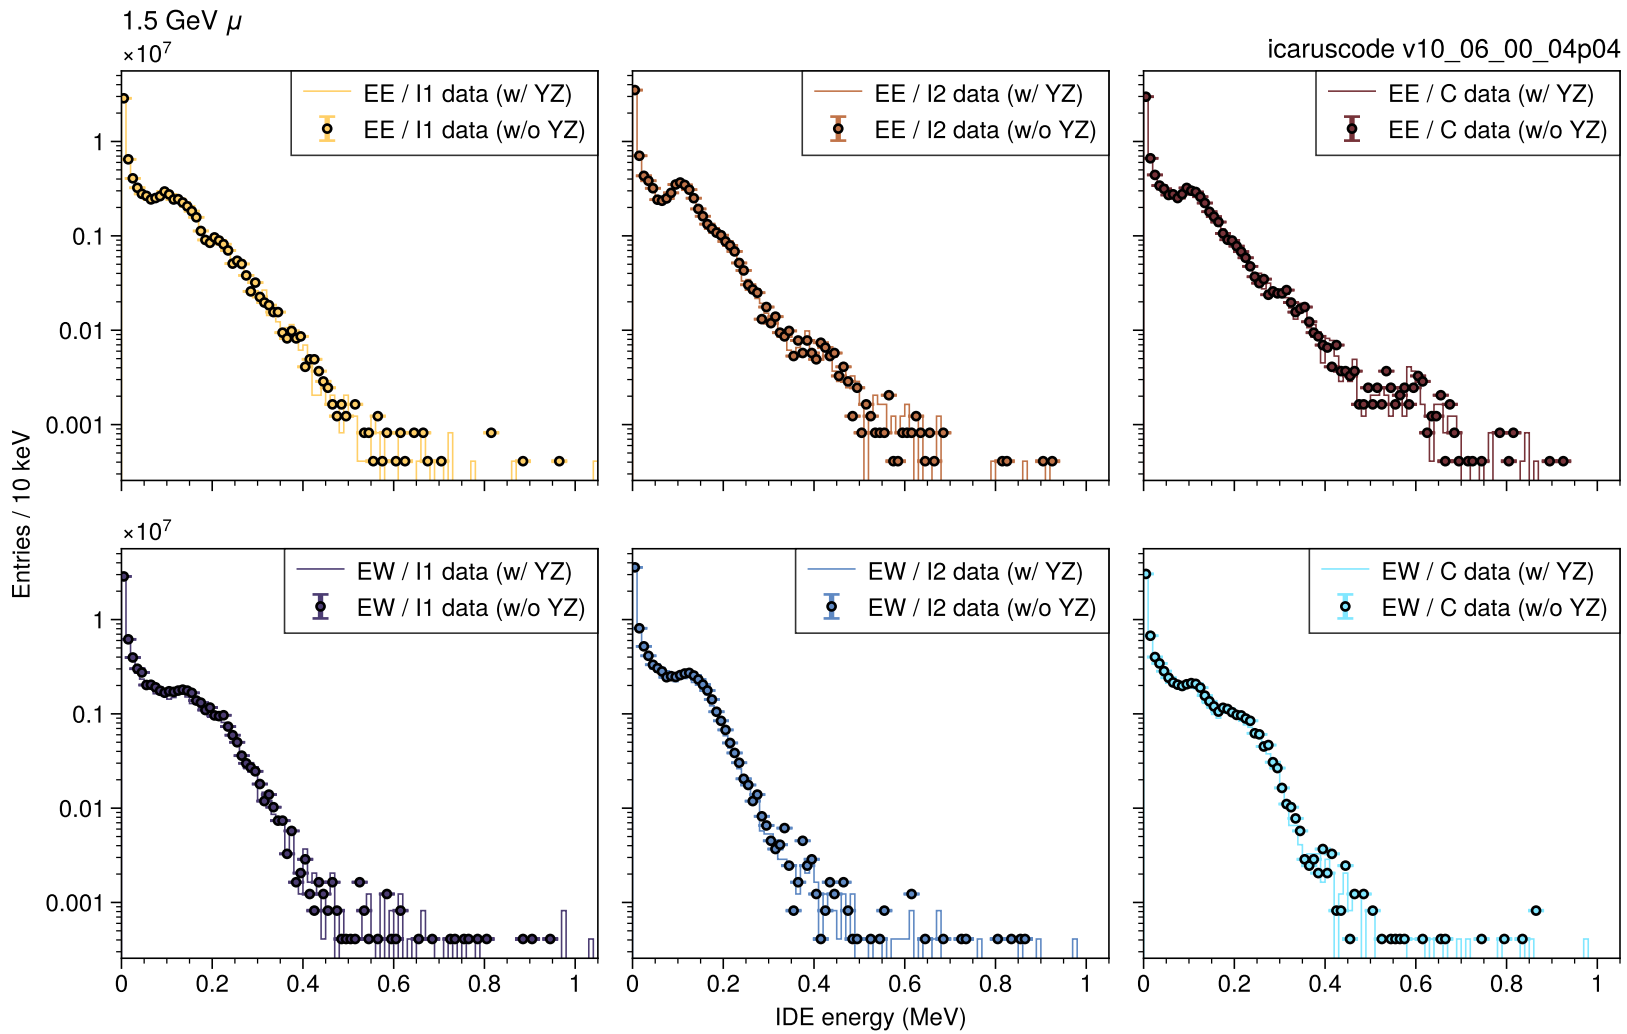 1.5 GeV μ
icaruscode v10_06_00_04p04
×10⁷
EE / I1 data (w/ YZ)
EE / I1 data (w/o YZ)
EE / I2 data (w/ YZ)
EE / I2 data (w/o YZ)
EE / C data (w/ YZ)
EE / C data (w/o YZ)
1
0.1
0.01
0.001
Entries / 10 keV
×10⁷
EW / I1 data (w/ YZ)
EW / I1 data (w/o YZ)
EW / I2 data (w/ YZ)
EW / I2 data (w/o YZ)
EW / C data (w/ YZ)
EW / C data (w/o YZ)
1
0.1
0.01
0.001
0 0.2 0.4 0.6 0.8 1
0 0.2 0.4 0.6 0.8 1
0 0.2 0.4 0.6 0.8 1
IDE energy (MeV)